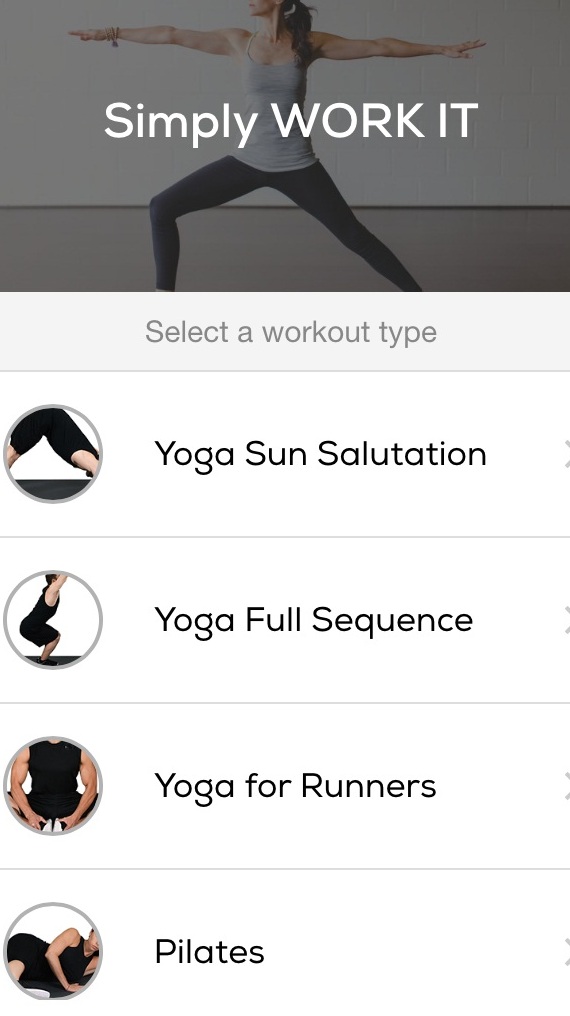 Simply WORK IT
Select a workout type
Yoga Sun Salutation
Yoga Full Sequence
Yoga for Runners
Pilates